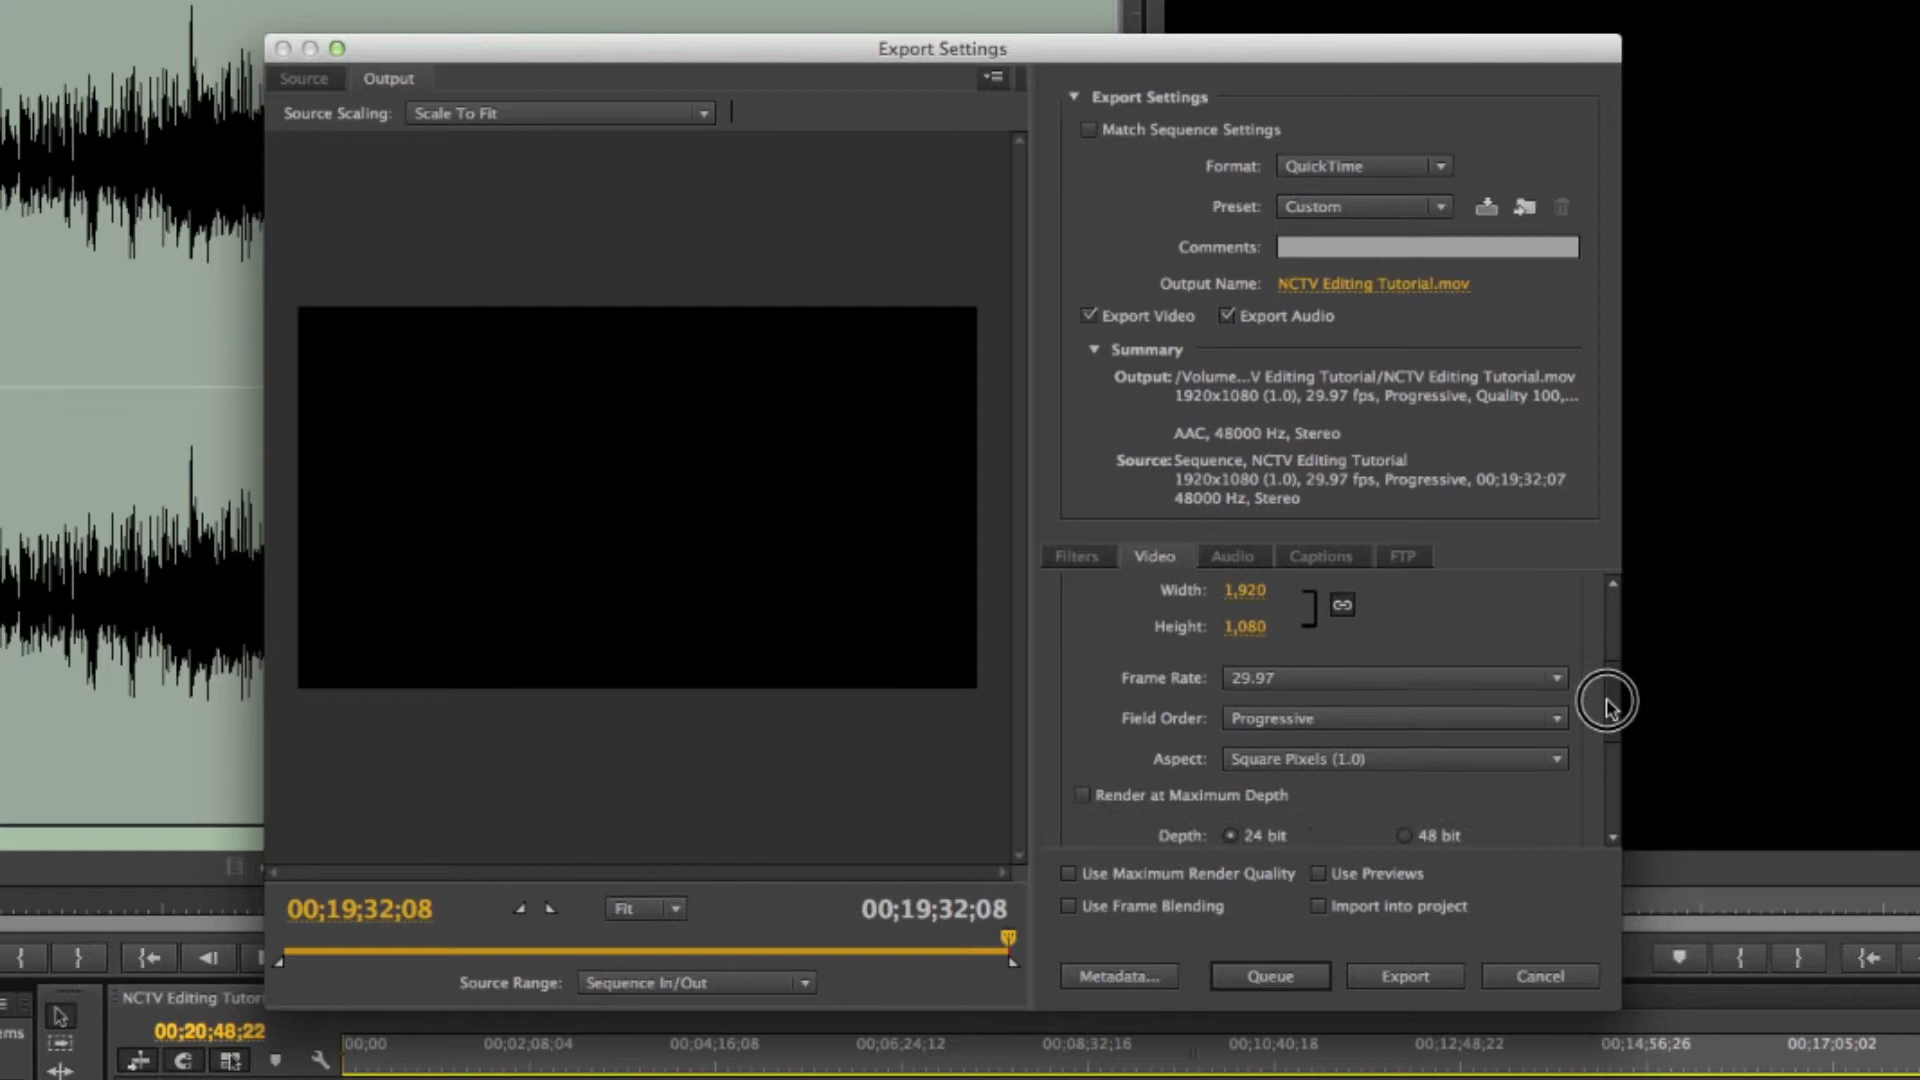 Export Settings
Source
Output
Source Scaling:
Scale To Fit
Export Settings
Match Sequence Settings
Format:
QuickTime
Preset:
Custom
Comments:
Output Name:
NCTV Editing Tutorial.mov
Export Video
Export Audio
Summary
Output: /Volume...V Editing Tutorial/NCTV Editing Tutorial.mov
1920x1080 (1.0), 29.97 fps, Progressive, Quality 100,...
AAC, 48000 Hz, Stereo
Source: Sequence, NCTV Editing Tutorial
1920x1080 (1.0), 29.97 fps, Progressive, 00;19;32;07
48000 Hz, Stereo
Filters
Video
Audio
Captions
FTP
Width:
1,920
Height:
1,080
Frame Rate:
29.97
Field Order:
Progressive
Aspect:
Square Pixels (1.0)
Render at Maximum Depth
Depth:
24 bit
48 bit
Use Maximum Render Quality
Use Previews
Use Frame Blending
Import into project
00;19;32;08
Fit
00;19;32;08
Source Range:
Sequence In/Out
Metadata...
Queue
Export
Cancel
NCTV Editing Tutor
ems
00;20;48;22
00;00
00;02;08;04
00;04;16;08
00;06;24;12
00;08;32;16
00;10;40;18
00;12;48;22
00;14;56;26
00;17;05;02